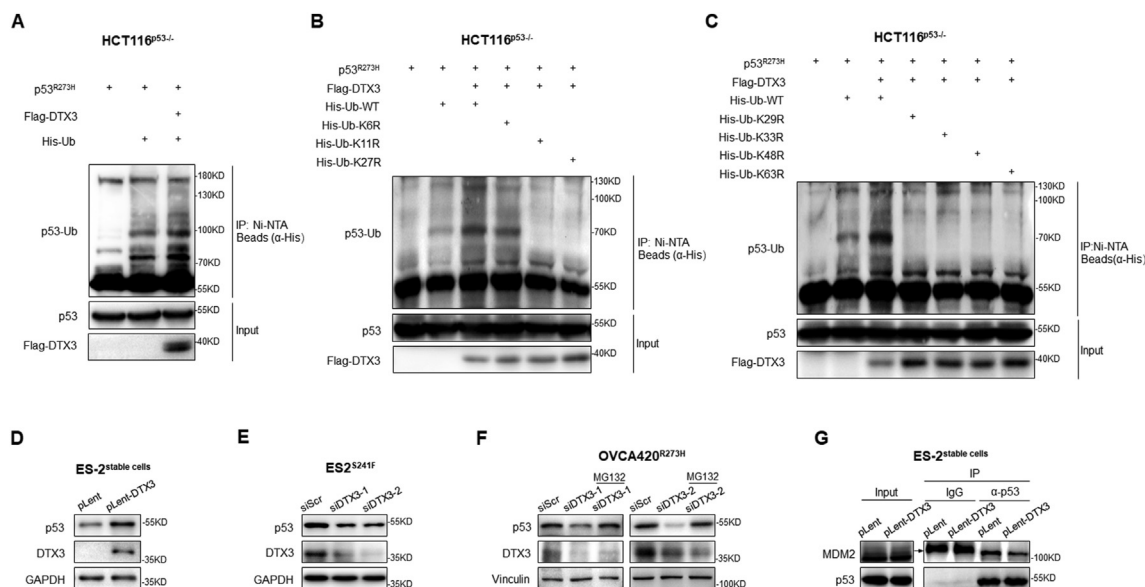 A
HCT116p53-/-
p53R273H + + +
Flag-DTX3 +
His-Ub + +
p53-Ub
-180KD
-130KD
-100KD
-70KD
-55KD
IP: Ni-NTA
Beads (α-His)
p53
-55KD
Flag-DTX3
-40KD
Input
B
HCT116p53-/-
p53R273H + + + + + +
Flag-DTX3 + + + +
His-Ub-WT + +
His-Ub-K6R +
His-Ub-K11R +
His-Ub-K27R +
p53-Ub
-130KD
-100KD
-70KD
-55KD
IP: Ni-NTA
Beads (α-His)
p53
-55KD
Flag-DTX3
-40KD
Input
C
HCT116p53-/-
p53R273H + + + + + + +
Flag-DTX3 + + + + +
His-Ub-WT + +
His-Ub-K29R +
His-Ub-K33R +
His-Ub-K48R +
His-Ub-K63R +
p53-Ub
-130KD
-100KD
-70KD
-55KD
IP:Ni-NTA
Beads(α-His)
p53
-55KD
Flag-DTX3
-40KD
Input
D
ES-2stable cells
pLent pLent-DTX3
p53 -55KD
DTX3 -35KD
GAPDH -35KD
E
ES2S241F
siScr siDTX3-1 siDTX3-2
p53 -55KD
DTX3 -35KD
GAPDH -35KD
F
OVCA420R273H
MG132 MG132
siScr siDTX3-1 siDTX3-1 siScr siDTX3-2 siDTX3-2
p53 -55KD
DTX3 -35KD
Vinculin -100KD
G
ES-2stable cells
IP
Input IgG α-p53
pLent pLent-DTX3 pLent pLent-DTX3 pLent pLent-DTX3
MDM2 -100KD
p53 -55KD